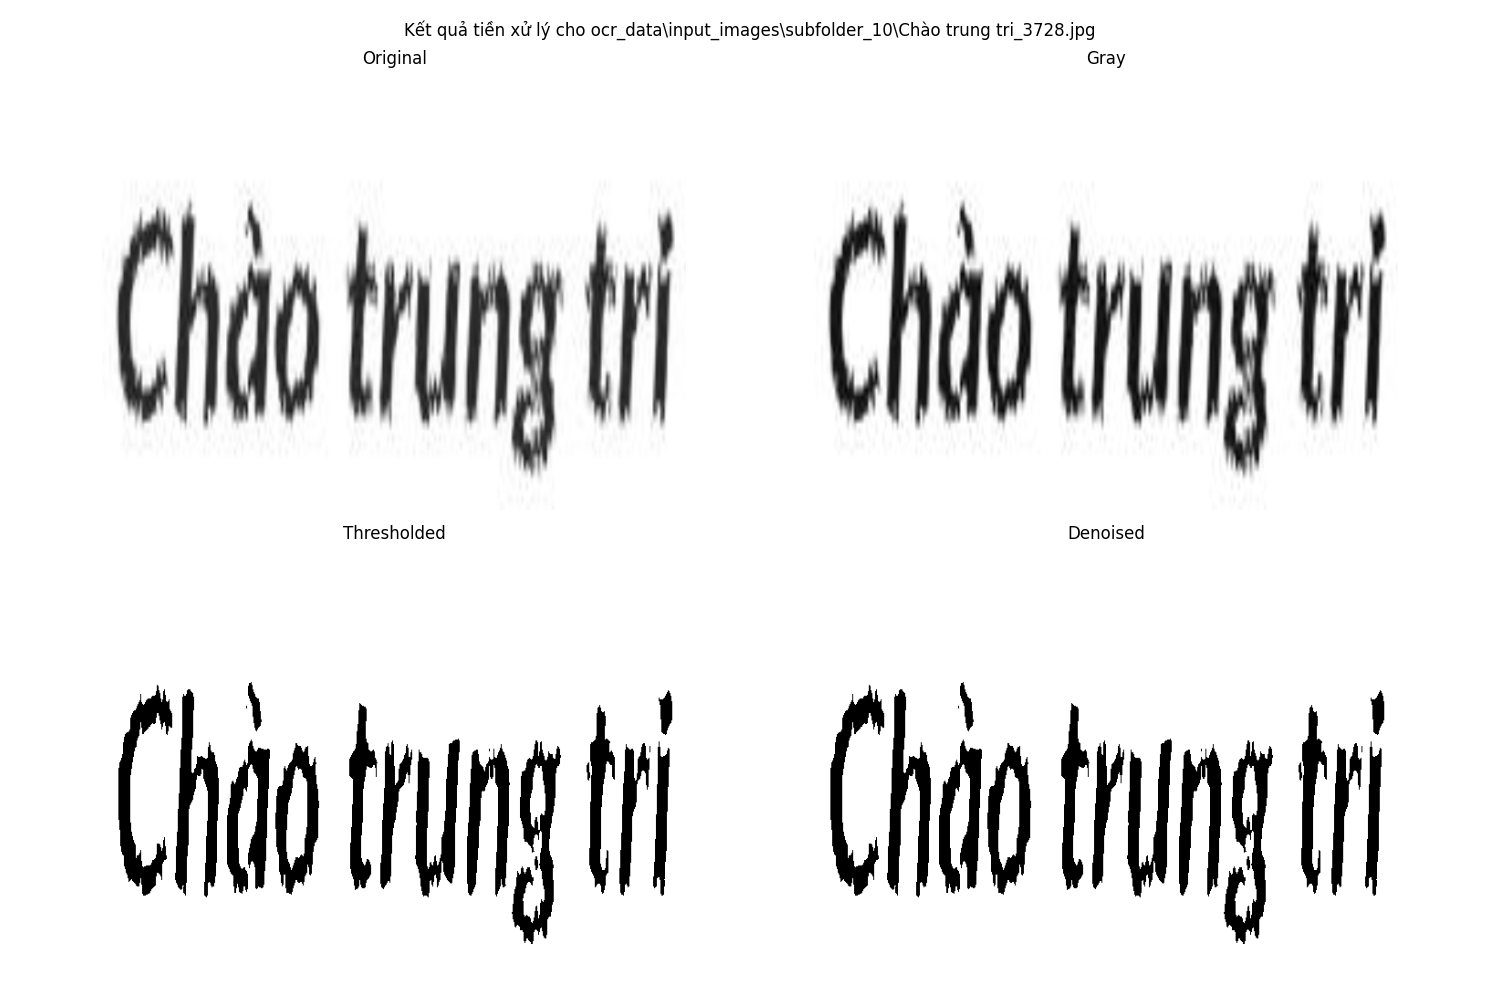 Kết quả tiền xử lý cho ocr_data\input_images\subfolder_10\Chào trung tri_3728.jpg
Original
Gray
Chào trung tri
Chào trung tri
Thresholded
Denoised
Chào trung tri
Chào trung tri